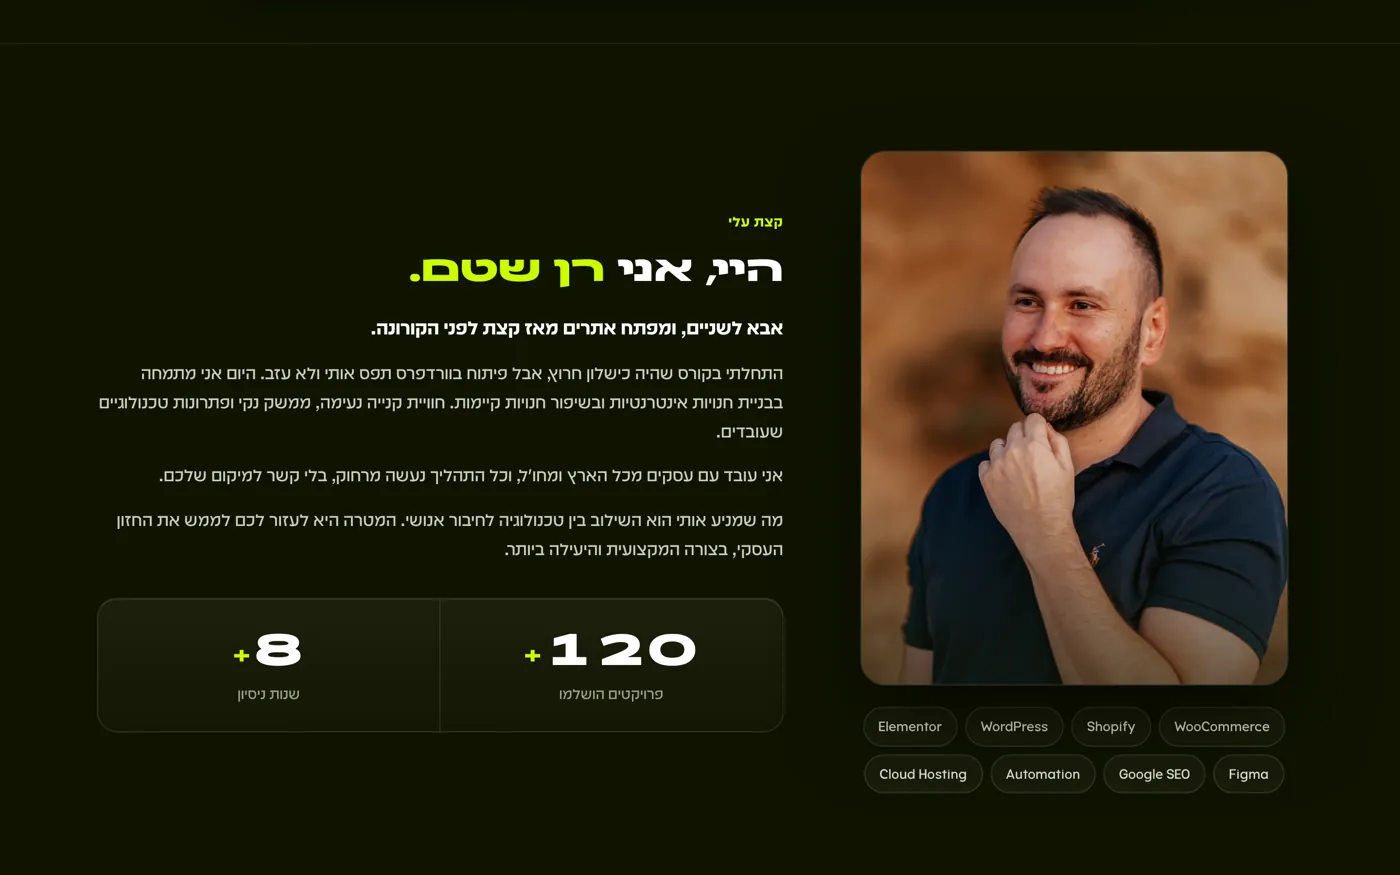 קצת עלי
היי, אני רן שטם.
אבא לשניים, ומפתח אתרים מאז קצת לפני הקורונה.
התחלתי בקורס שהיה כישלון חרוץ, אבל פיתוח בוורדפרס תפס אותי ולא עזב. היום אני מתמחה
בבניית חנויות אינטרנטיות ובשיפור חנויות קיימות. חוויית קנייה נעימה, ממשק נקי ופתרונות טכנולוגיים
שעובדים.
אני עובד עם עסקים מכל הארץ ומחו״ל, וכל התהליך נעשה מרחוק, בלי קשר למיקום שלכם.
מה שמניע אותי הוא השילוב בין טכנולוגיה לחיבור אנושי. המטרה היא לעזור לכם לממש את החזון
העסקי, בצורה המקצועית והיעילה ביותר.
120+
פרויקטים הושלמו
8+
שנות ניסיון
WooCommerce
Shopify
WordPress
Elementor
Figma
Google SEO
Automation
Cloud Hosting